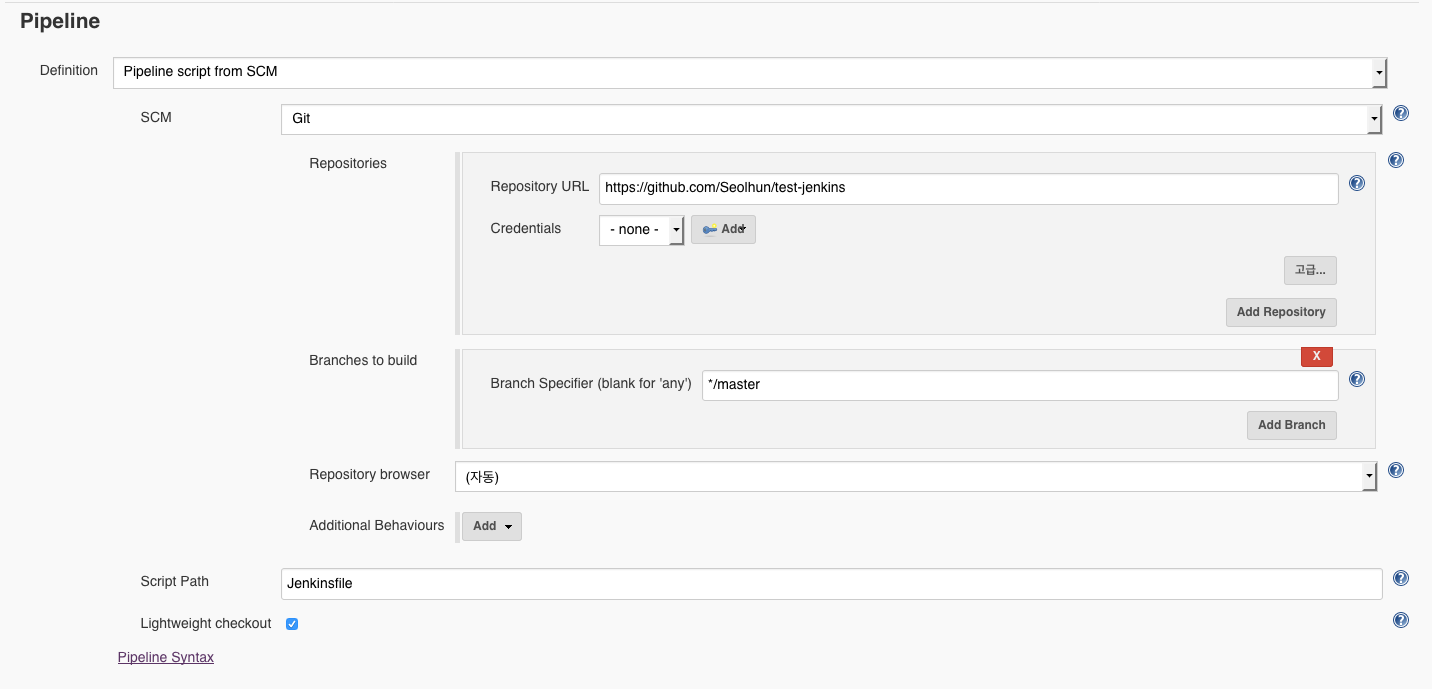 Pipeline
Definition Pipeline script from SCM
SCM Git
Repositories
Repository URL https://github.com/Seolhun/test-jenkins
Credentials - none - Add
고급...
Add Repository
Branches to build
X
Branch Specifier (blank for 'any') */master
Add Branch
Repository browser (자동)
Additional Behaviours Add
Script Path Jenkinsfile
Lightweight checkout
Pipeline Syntax